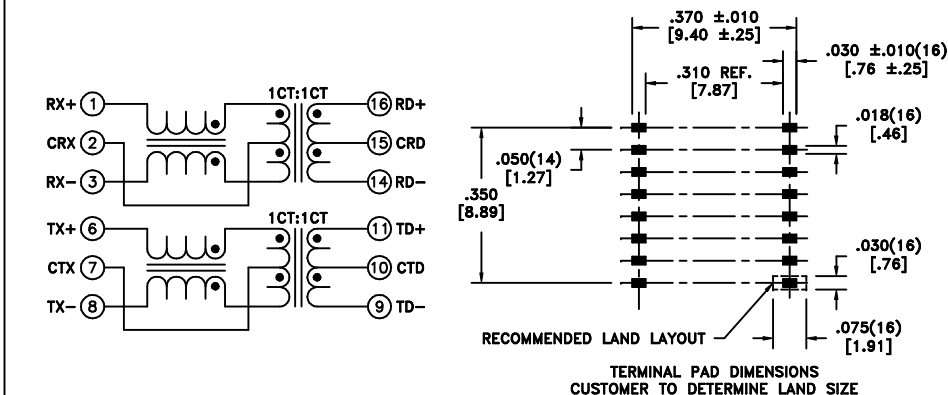 RX+ 1
CRX 2
RX- 3
1CT:1CT
16 RD+
15 CRD
14 RD-
TX+ 6
CTX 7
TX- 8
1CT:1CT
11 TD+
10 CTD
9 TD-
.370 ±.010
[9.40 ±.25]
.030 ±.010(16)
[.76 ±.25]
.310 REF.
[7.87]
.018(16)
[.46]
.050(14)
[1.27]
.350
[8.89]
.030(16)
[.76]
RECOMMENDED LAND LAYOUT
.075(16)
[1.91]
TERMINAL PAD DIMENSIONS
CUSTOMER TO DETERMINE LAND SIZE